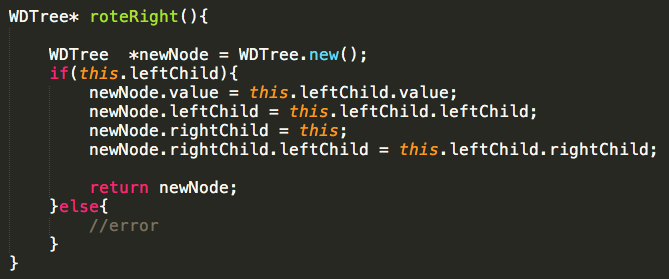 WDTree* roteRight(){
WDTree *newNode = WDTree.new();
if(this.leftChild){
newNode.value = this.leftChild.value;
newNode.leftChild = this.leftChild.leftChild;
newNode.rightChild = this;
newNode.rightChild.leftChild = this.leftChild.rightChild;
return newNode;
}else{
//error
}
}